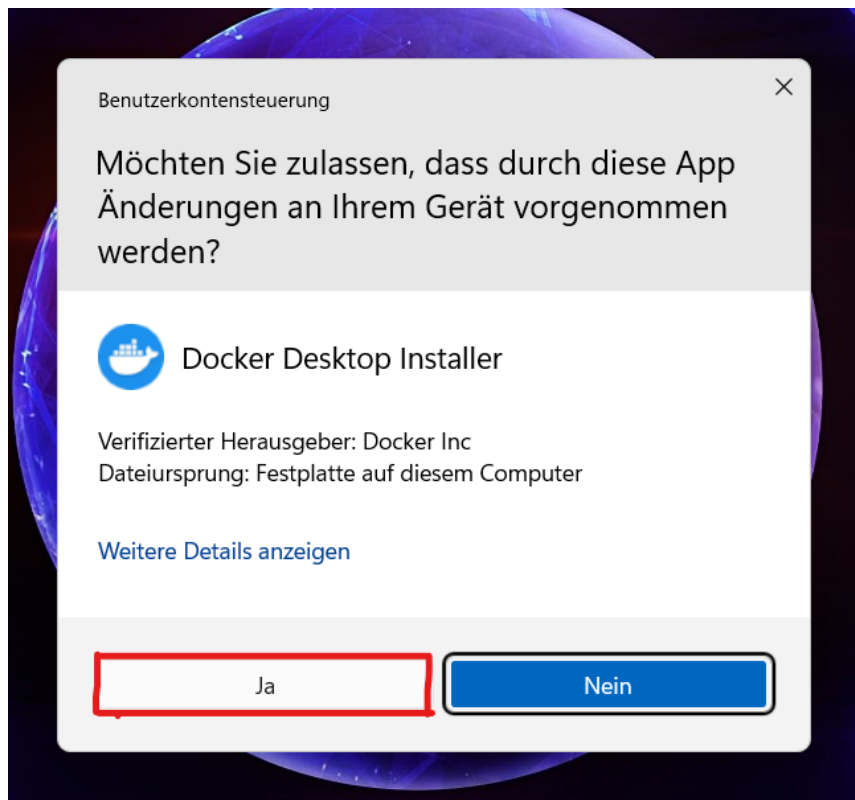 Benutzerkontensteuerung
Möchten Sie zulassen, dass durch diese App
Änderungen an Ihrem Gerät vorgenommen
werden?
Docker Desktop Installer
Verifizierter Herausgeber: Docker Inc
Dateiursprung: Festplatte auf diesem Computer
Weitere Details anzeigen
Ja
Nein